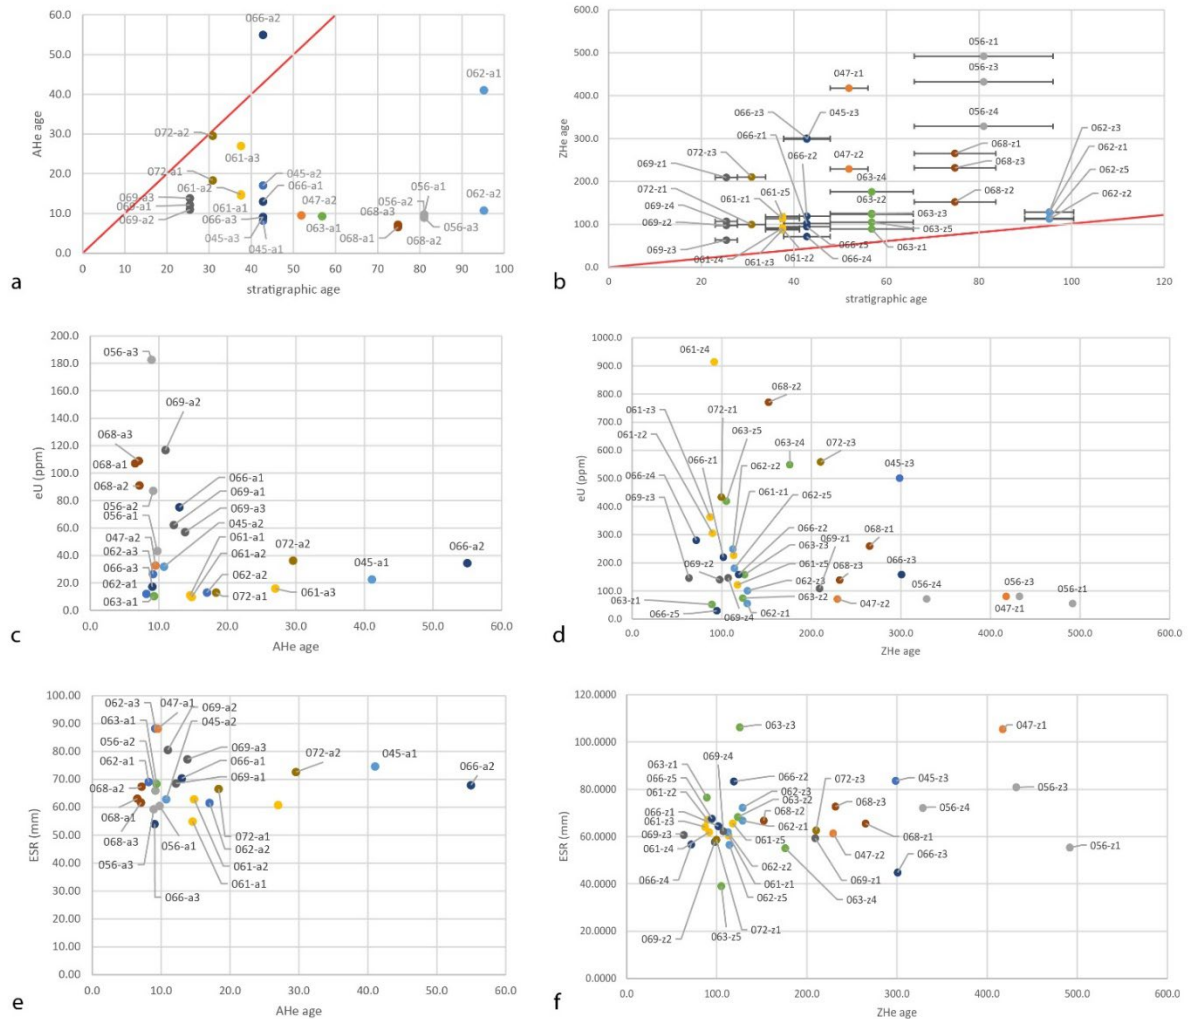 60.0
50.0
40.0
30.0
20.0
10.0
0.0
AHe age
066-a2
062-a1
072-a2
061-a3
072-a1
061-a2
045-a2
066-a1
056-a1
069-a3
069-a1
069-a2
061-a1
047-a2
056-a2
062-a2
066-a3
063-a1
068-a3
056-a3
045-a3
045-a1
068-a1
068-a2
0 10 20 30 40 50 60 70 80 90 100
stratigraphic age
a
600.0
500.0
400.0
300.0
200.0
100.0
0.0
ZHe age
056-z1
047-z1
056-z3
056-z4
066-z3
045-z3
066-z1
066-z2
062-z3
068-z1
062-z1
072-z3
047-z2
068-z3
062-z5
069-z1
061-z5
063-z4
063-z2
068-z2
062-z2
072-z1
061-z1
069-z4
063-z3
069-z2
063-z5
069-z3
061-z4
061-z3
061-z2
066-z5
066-z4
063-z1
0 20 40 60 80 100 120
stratigraphic age
b
200.0
180.0
160.0
140.0
120.0
100.0
80.0
60.0
40.0
20.0
0.0
eU (ppm)
056-a3
069-a2
068-a3
068-a1
066-a1
068-a2
069-a1
056-a2
069-a3
056-a1
045-a2
047-a2
061-a1
072-a2
066-a2
062-a3
061-a2
045-a1
066-a3
062-a2
062-a1
061-a3
063-a1
072-a1
0.0 10.0 20.0 30.0 40.0 50.0 60.0
AHe age
c
1000.0
900.0
800.0
700.0
600.0
500.0
400.0
300.0
200.0
100.0
0.0
eU (ppm)
061-z4
068-z2
061-z3
072-z1
061-z2
063-z5
063-z4
072-z3
066-z1
062-z2
045-z3
066-z4
061-z1
062-z5
069-z3
066-z2
069-z1
068-z1
069-z2
063-z3
061-z5
068-z3
066-z3
062-z3
056-z4
056-z3
056-z1
063-z1
063-z2
047-z2
047-z1
066-z5
069-z4
062-z1
0.0 100.0 200.0 300.0 400.0 500.0 600.0
ZHe age
d
100.00
90.00
80.00
70.00
60.00
50.00
40.00
30.00
20.00
10.00
0.00
ESR (mm)
062-a3
047-a1
069-a2
063-a1
045-a2
056-a2
069-a3
072-a2
045-a1
062-a1
066-a1
069-a1
066-a2
068-a2
068-a1
072-a1
068-a3
056-a1
062-a2
056-a3
061-a2
061-a1
066-a3
0.0 10.0 20.0 30.0 40.0 50.0 60.0
AHe age
e
120.0000
100.0000
80.0000
60.0000
40.0000
20.0000
0.0000
ESR (mm)
063-z3
047-z1
069-z4
063-z1
066-z2
072-z3
045-z3
056-z3
066-z5
062-z3
061-z2
063-z2
068-z3
056-z4
066-z1
068-z2
061-z3
062-z1
068-z1
069-z3
061-z5
047-z2
056-z1
061-z4
062-z2
069-z1
066-z3
066-z4
061-z1
062-z5
063-z4
072-z1
069-z2
063-z5
0.0 100.0 200.0 300.0 400.0 500.0 600.0
ZHe age
f